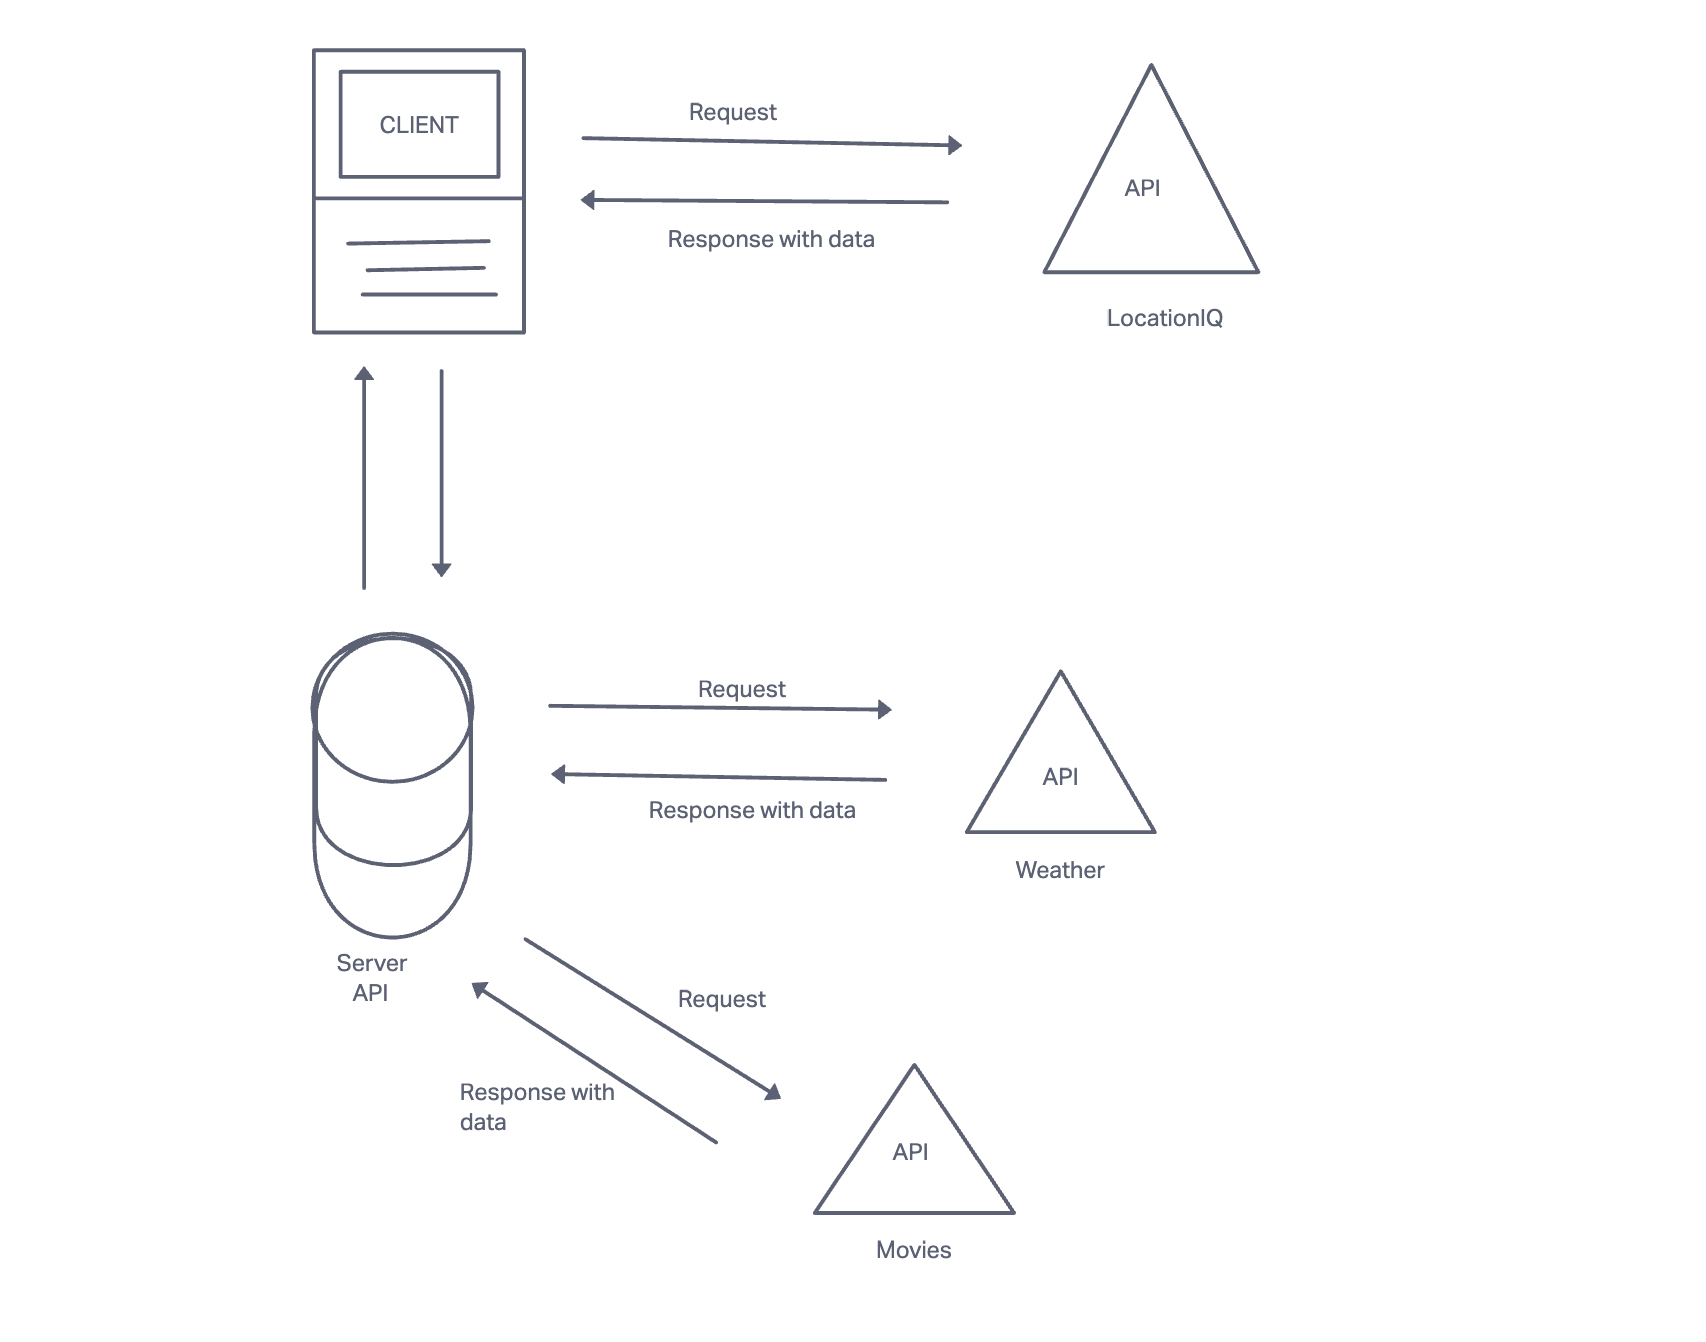 CLIENT
Request
Response with data
API
LocationIQ
Request
Response with data
API
Weather
Server
API
Request
Response with
data
API
Movies